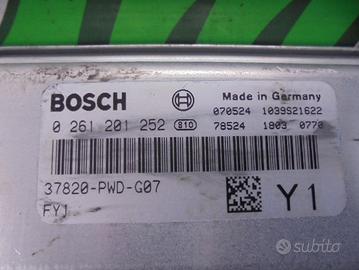 BOSCH
Made in Germany
070524 1039S21622
0 261 201 252 S10 78524 1803 0770
37820-PWD-G07
FY1
Y1
subito